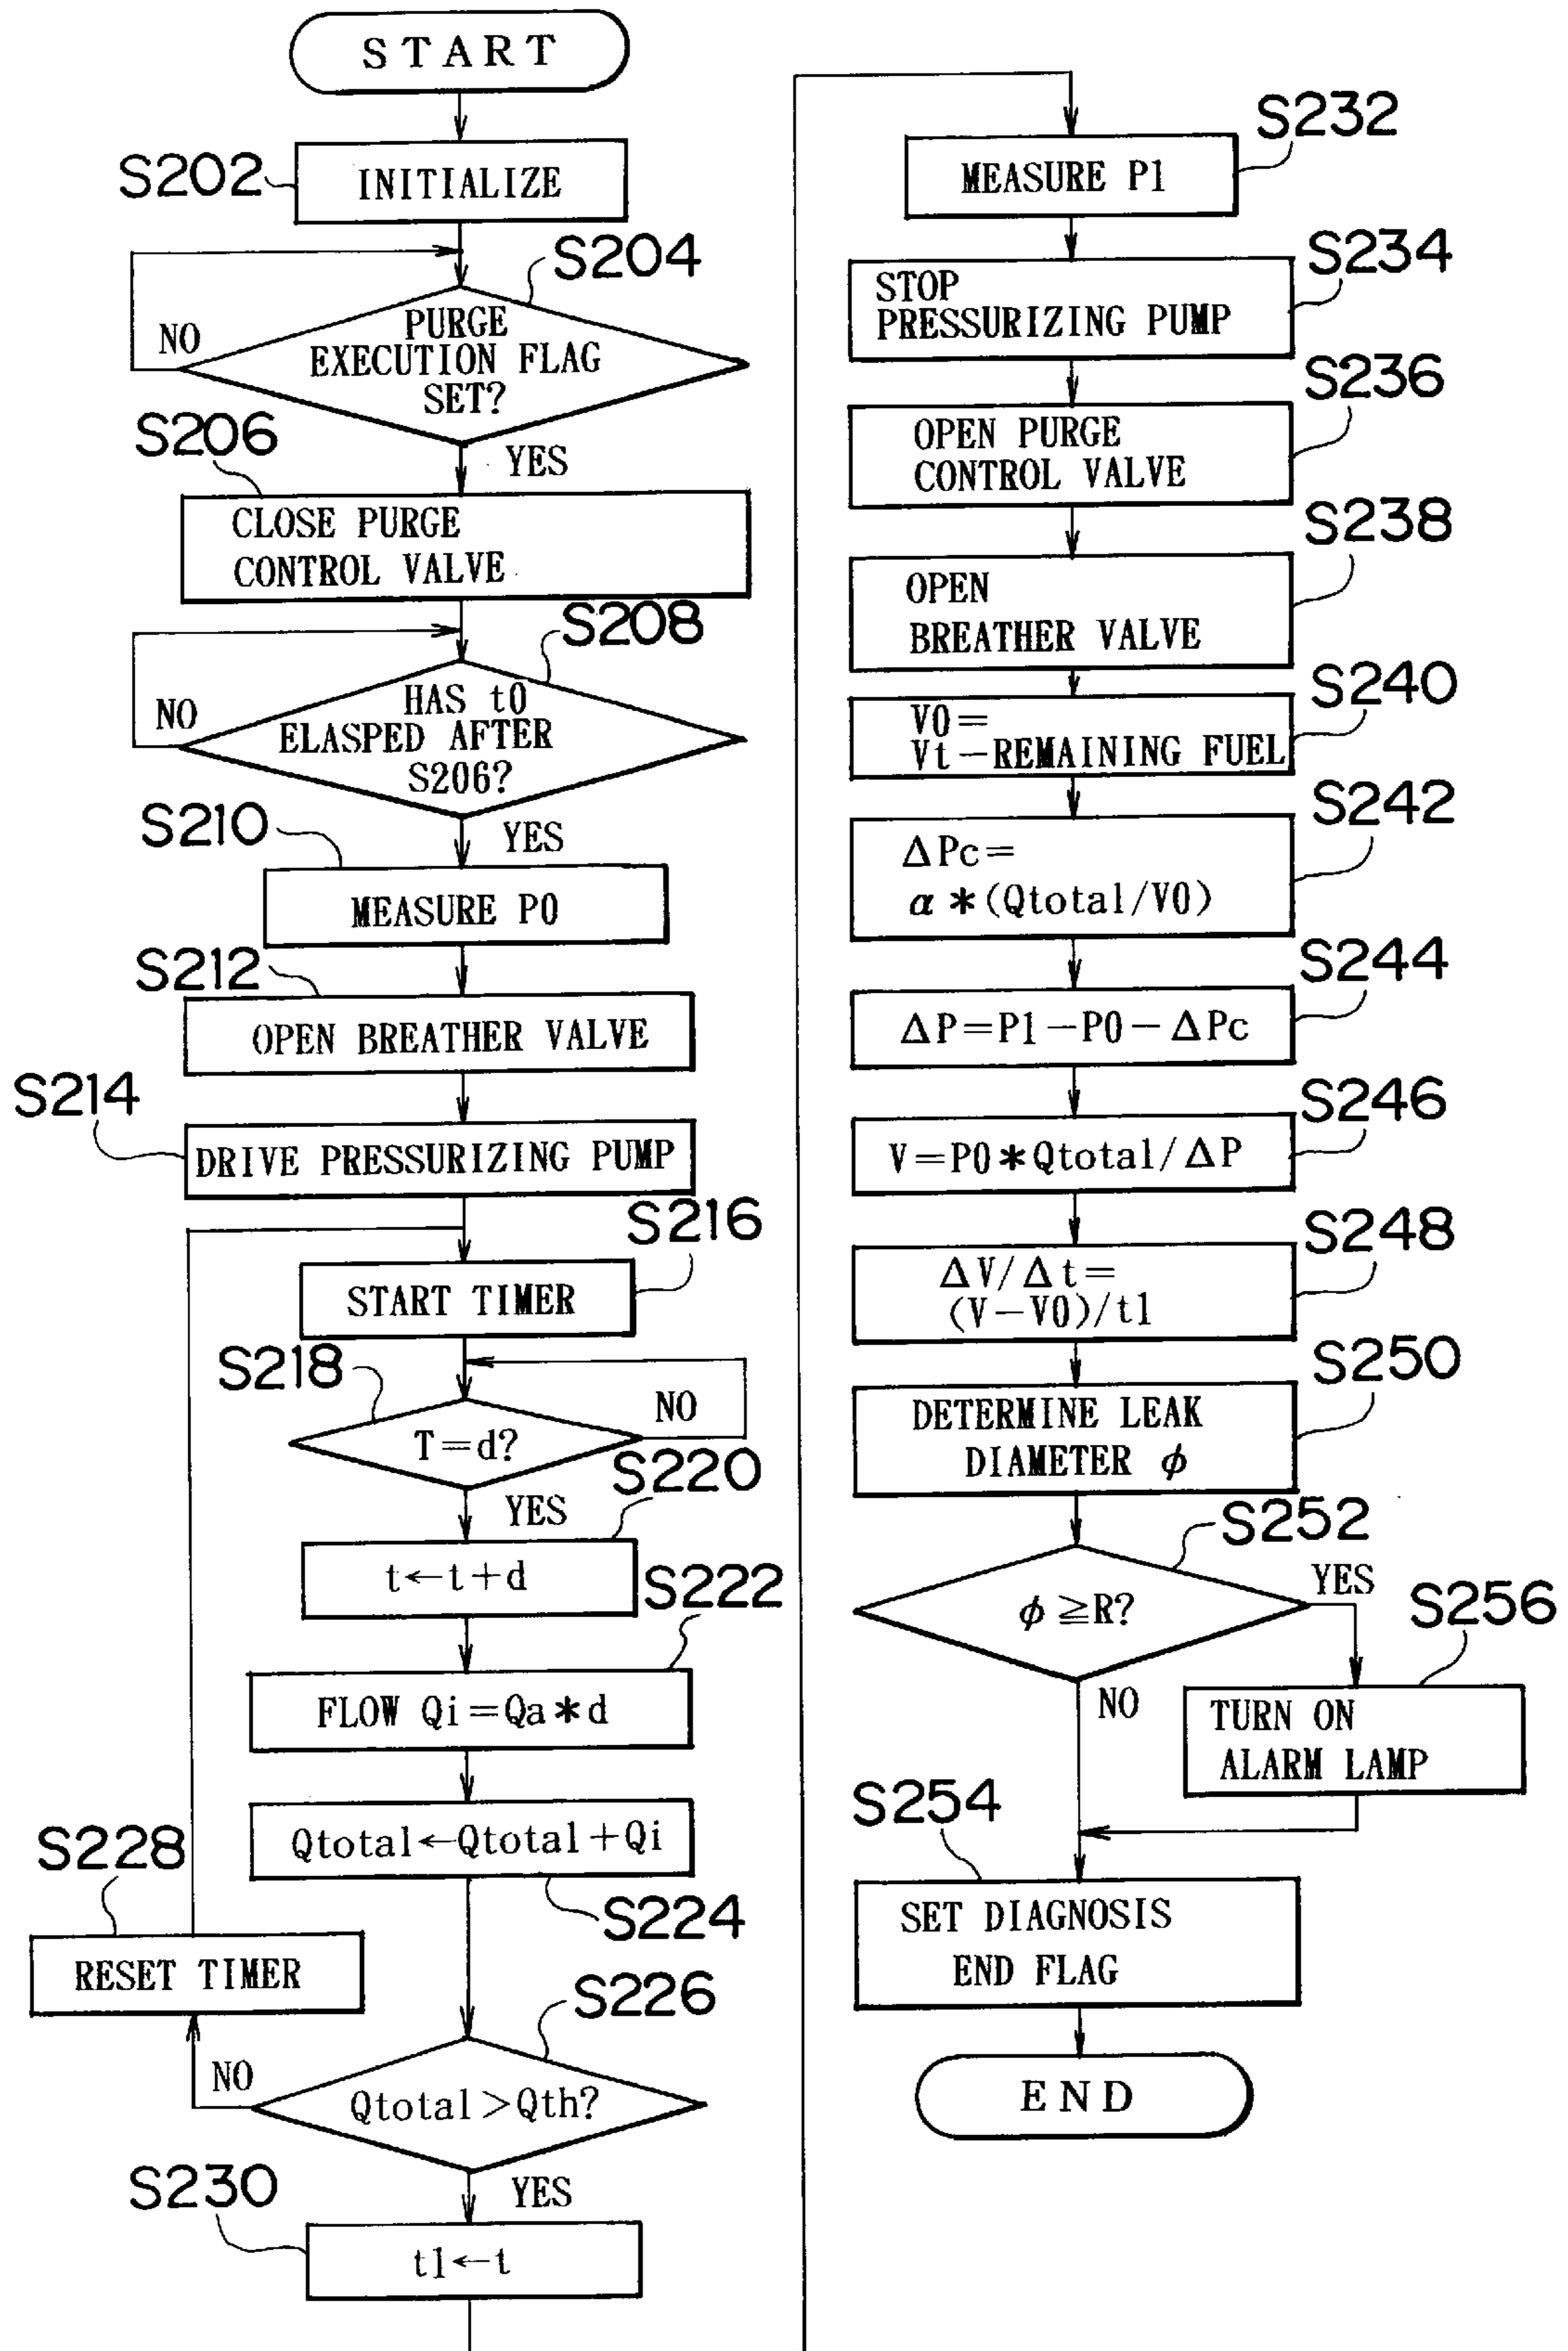 START
S202
INITIALIZE
S204
PURGE
EXECUTION FLAG
SET?
NO
YES
S206
CLOSE PURGE
CONTROL VALVE
S208
HAS t0
ELASPED AFTER
S206?
NO
YES
S210
MEASURE P0
S212
OPEN BREATHER VALVE
S214
DRIVE PRESSURIZING PUMP
S216
START TIMER
S218
T=d?
NO
YES
S220
t←t+d
S222
FLOW Qi=Qa*d
Qtotal←Qtotal+Qi
S224
S228
RESET TIMER
S226
Qtotal>Qth?
NO
YES
S230
t1←t
S232
MEASURE P1
S234
STOP
PRESSURIZING PUMP
S236
OPEN PURGE
CONTROL VALVE
S238
OPEN
BREATHER VALVE
S240
V0=
Vt-REMAINING FUEL
S242
ΔPc=
α*(Qtotal/V0)
S244
ΔP=P1-P0-ΔPc
S246
V=P0*Qtotal/ΔP
S248
ΔV/Δt=
(V-V0)/t1
S250
DETERMINE LEAK
DIAMETER φ
S252
φ≧R?
YES
NO
S256
TURN ON
ALARM LAMP
S254
SET DIAGNOSIS
END FLAG
END